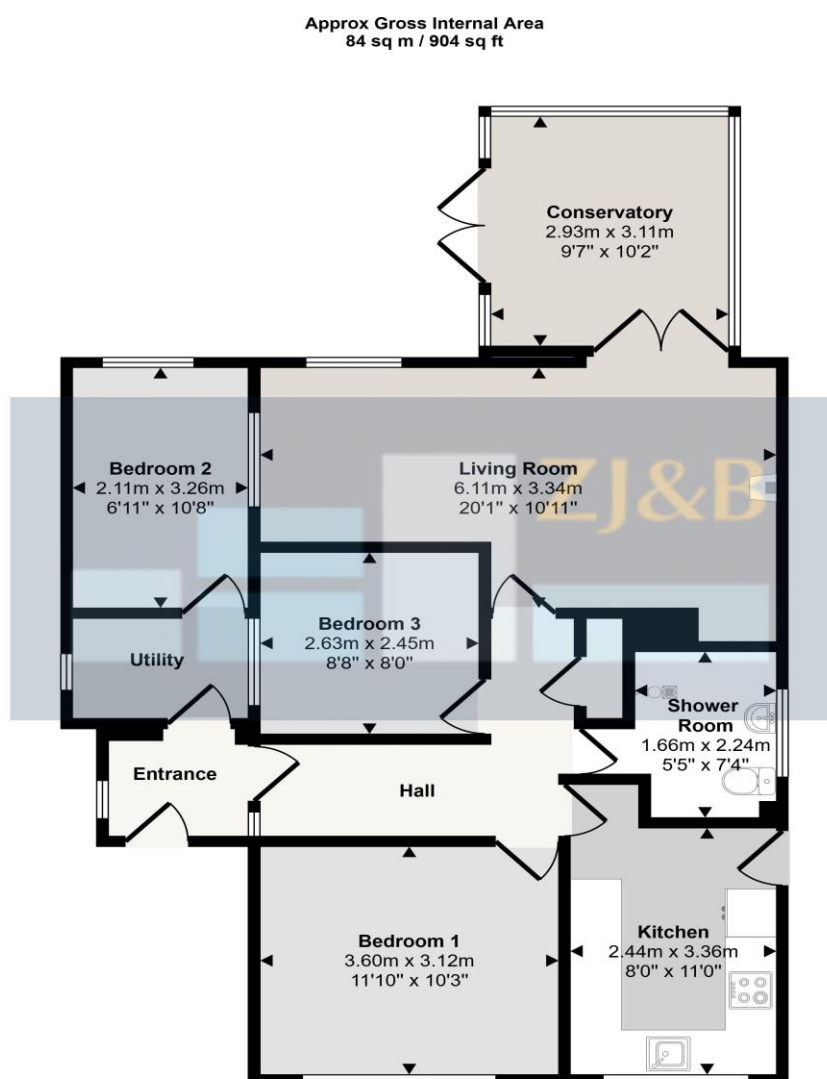 Approx Gross Internal Area
84 sq m / 904 sq ft
Conservatory
2.93m x 3.11m
9'7" x 10'2"
Bedroom 2
2.11m x 3.26m
6'11" x 10'8"
Living Room
6.11m x 3.34m
20'1" x 10'11"
ZJ&B
Bedroom 3
2.63m x 2.45m
8'8" x 8'0"
Utility
Shower
Room
1.66m x 2.24m
5'5" x 7'4"
Entrance
Hall
Bedroom 1
3.60m x 3.12m
11'10" x 10'3"
Kitchen
2.44m x 3.36m
8'0" x 11'0"